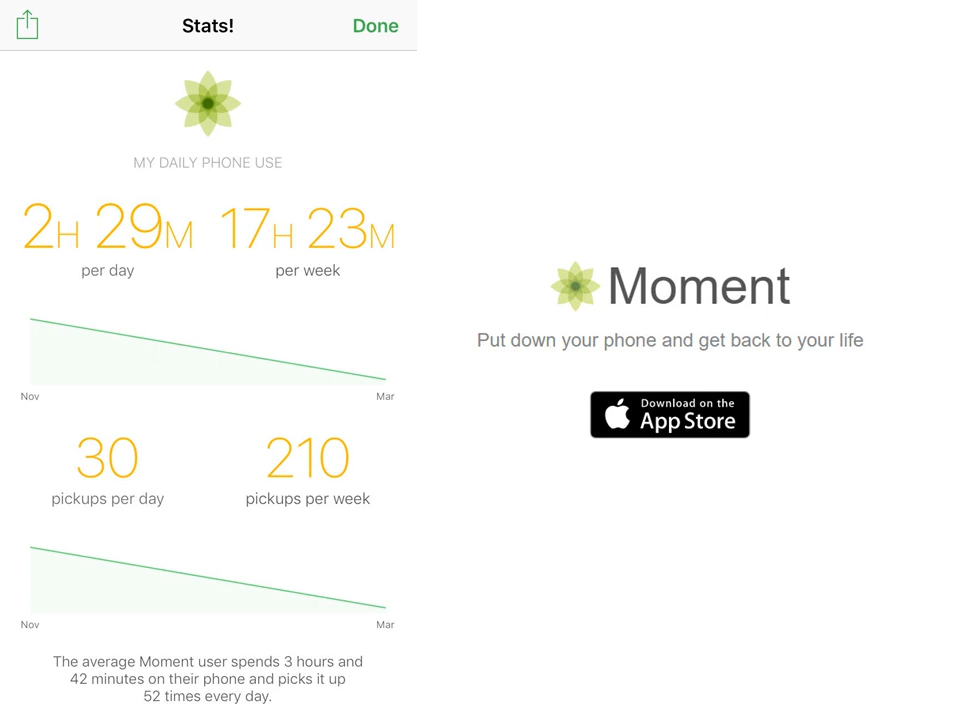 Stats!
Done
MY DAILY PHONE USE
2H 29M
17H 23M
per day
per week
Nov
Mar
30
210
pickups per day
pickups per week
Nov
Mar
The average Moment user spends 3 hours and
42 minutes on their phone and picks it up
52 times every day.
Moment
Put down your phone and get back to your life
Download on the
App Store